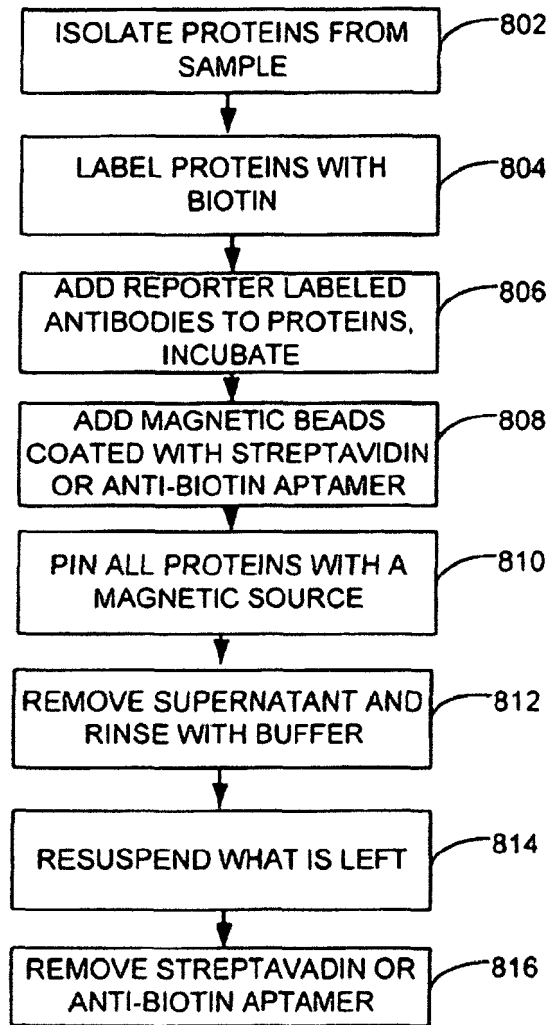 ISOLATE PROTEINS FROM
SAMPLE
802
LABEL PROTEINS WITH
BIOTIN
804
ADD REPORTER LABELED
ANTIBODIES TO PROTEINS,
INCUBATE
806
ADD MAGNETIC BEADS
COATED WITH STREPTAVIDIN
OR ANTI-BIOTIN APTAMER
808
PIN ALL PROTEINS WITH A
MAGNETIC SOURCE
810
REMOVE SUPERNATANT AND
RINSE WITH BUFFER
812
RESUSPEND WHAT IS LEFT
814
REMOVE STREPTAVADIN OR
ANTI-BIOTIN APTAMER
816